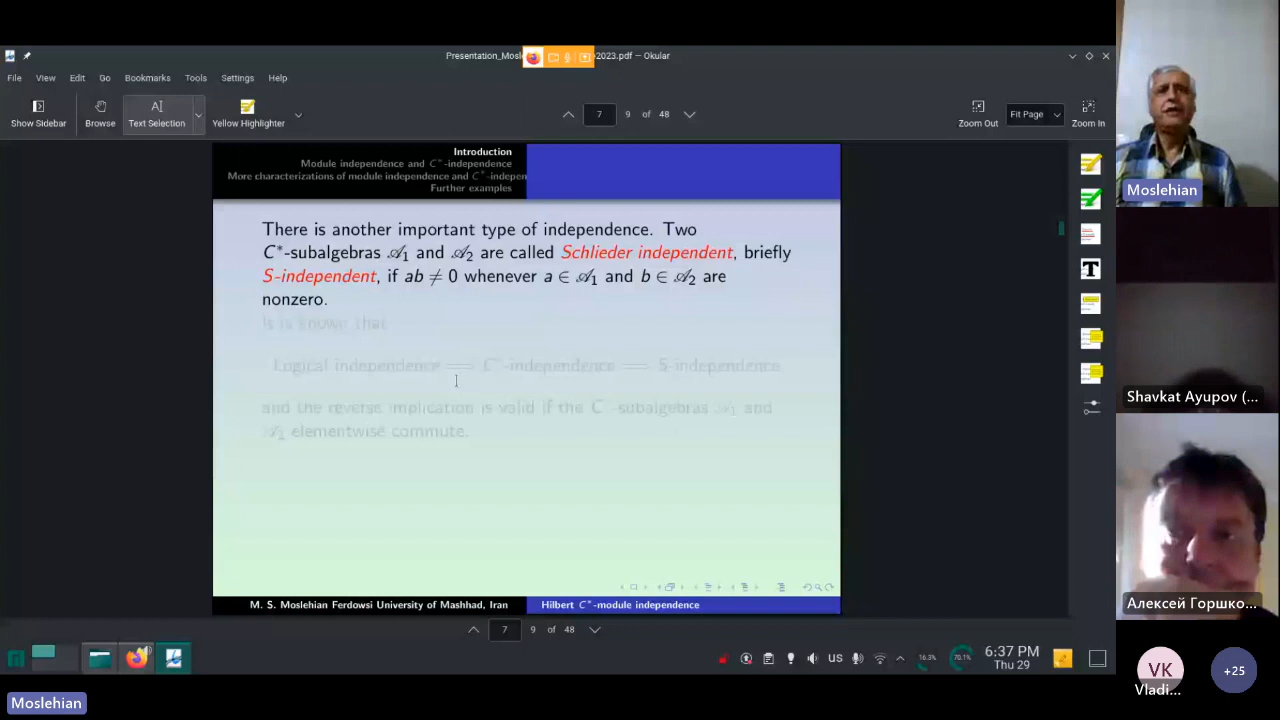 Presentation_Mosl
2023.pdf — Okular
File View Edit Go Bookmarks Tools Settings Help
Show Sidebar Browse Text Selection Yellow Highlighter 7 9 of 48 Zoom Out Fit Page Zoom In
Introduction
Module independence and C*-independence
More characterizations of module independence and C*-indepen
Further examples
There is another important type of independence. Two
C*-subalgebras 𝒜1 and 𝒜2 are called Schlieder independent, briefly
S-independent, if ab ≠ 0 whenever a ∈ 𝒜1 and b ∈ 𝒜2 are
nonzero.
It is known that
Logical independence ⟹ C*-independence ⟹ S-independence
and the reverse implication is valid if the C*-subalgebras 𝒜1 and
𝒜2 elementwise commute.
M. S. Moslehian Ferdowsi University of Mashhad, Iran
Hilbert C*-module independence
7 9 of 48
16.3% 70.1% US
6:37 PM
Thu 29
Moslehian
Shavkat Ayupov (...
Алексей Горшко...
VK
Vladi...
+25
Moslehian